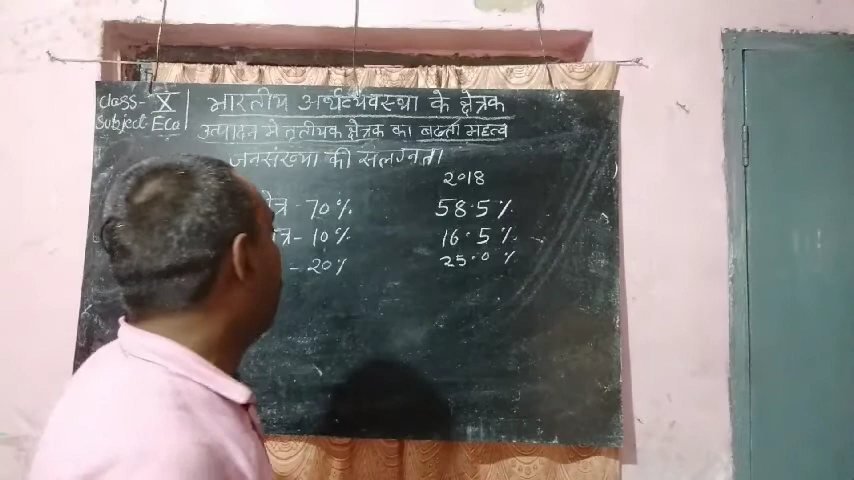 Class- X
Subject- Eco
भारतीय अर्थव्यवस्था के क्षेत्रक
उत्पादन मे तृतीयक क्षेत्रक का बढ़ता महत्व
जनसंख्या की संलग्नता
2018
70% 58.5%
10% 16.5%
20% 25.0%